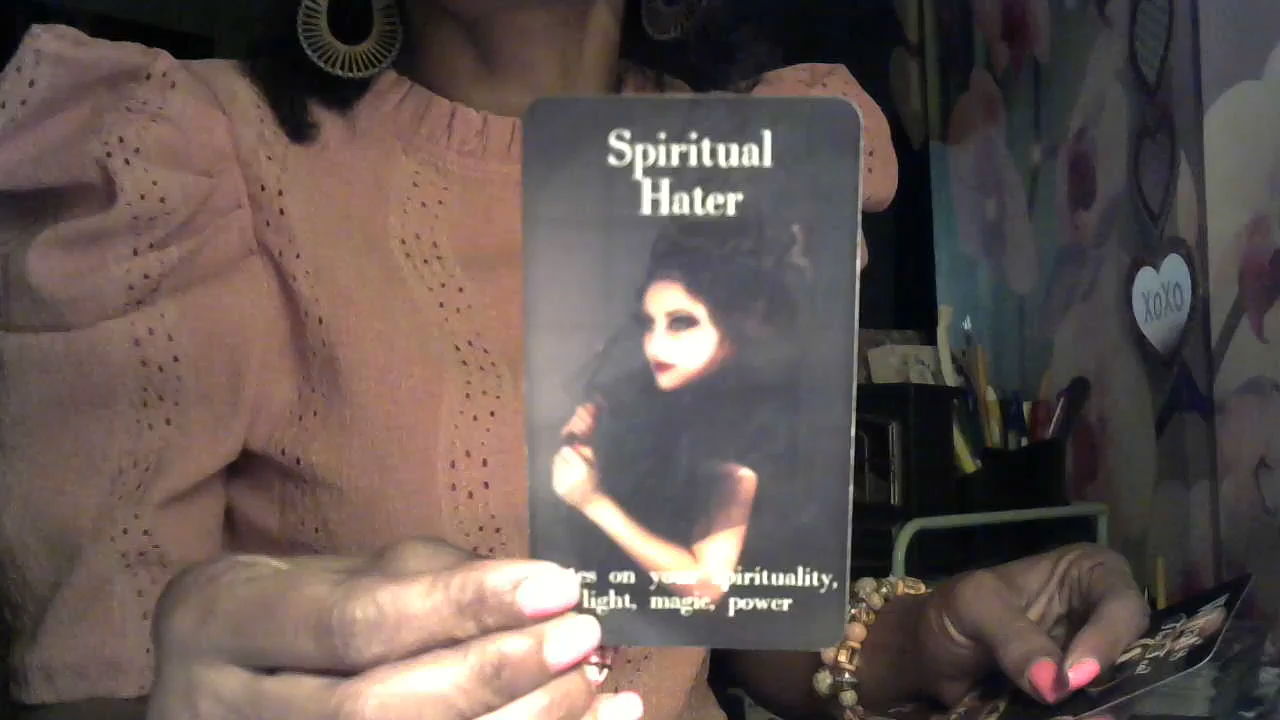 Spiritual
Hater
on your spirituality,
light, magic, power
XOXO